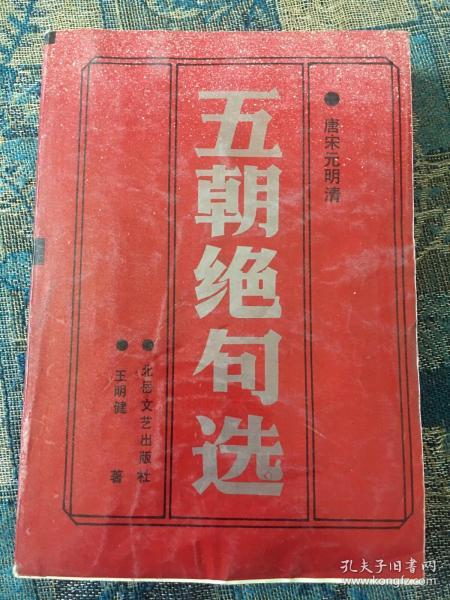 唐宋元明清
五朝绝句选
北岳文艺出版社
王明健 著
孔夫子旧书网
www.kongfz.com